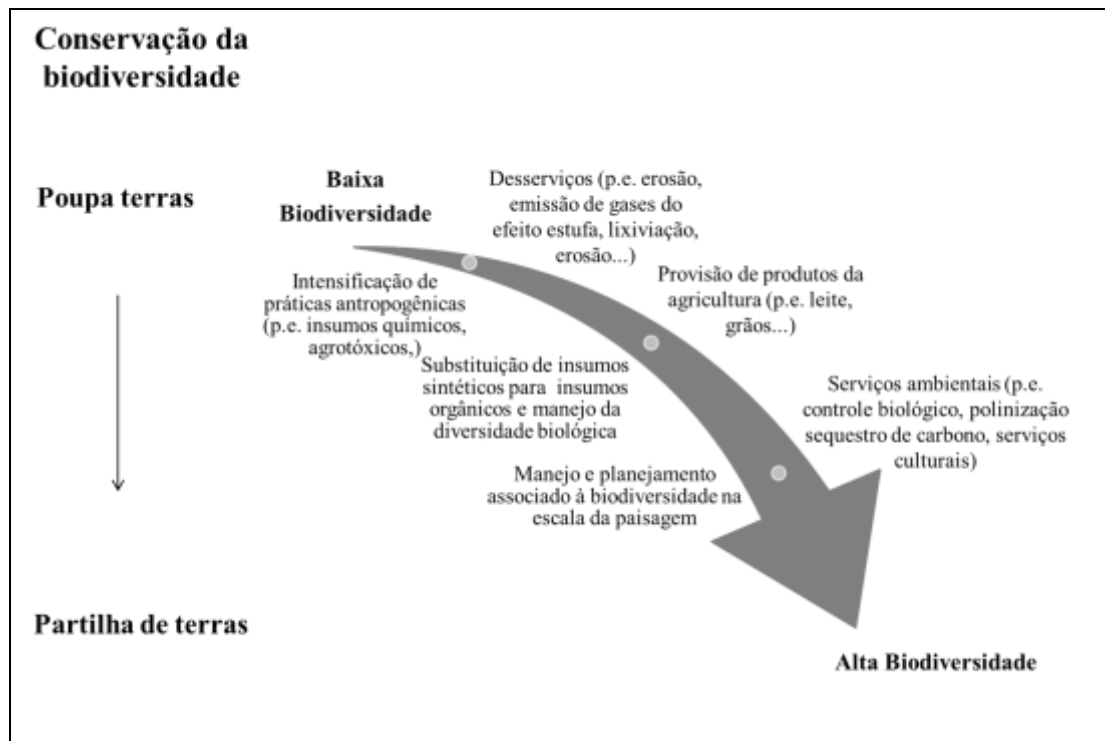 Conservação da
biodiversidade
Poupa terras
Baixa
Biodiversidade
Desserviços (p.e. erosão,
emissão de gases do
efeito estufa, lixiviação,
erosão...)
Intensificação de
práticas antropogênicas
(p.e. insumos químicos,
agrotóxicos,)
Provisão de produtos da
agricultura (p.e. leite,
grãos...)
Substituição de insumos
sintéticos para insumos
orgânicos e manejo da
diversidade biológica
Serviços ambientais (p.e.
controle biológico, polinização
sequestro de carbono, serviços
culturais)
Manejo e planejamento
associado à biodiversidade na
escala da paisagem
Partilha de terras
Alta Biodiversidade